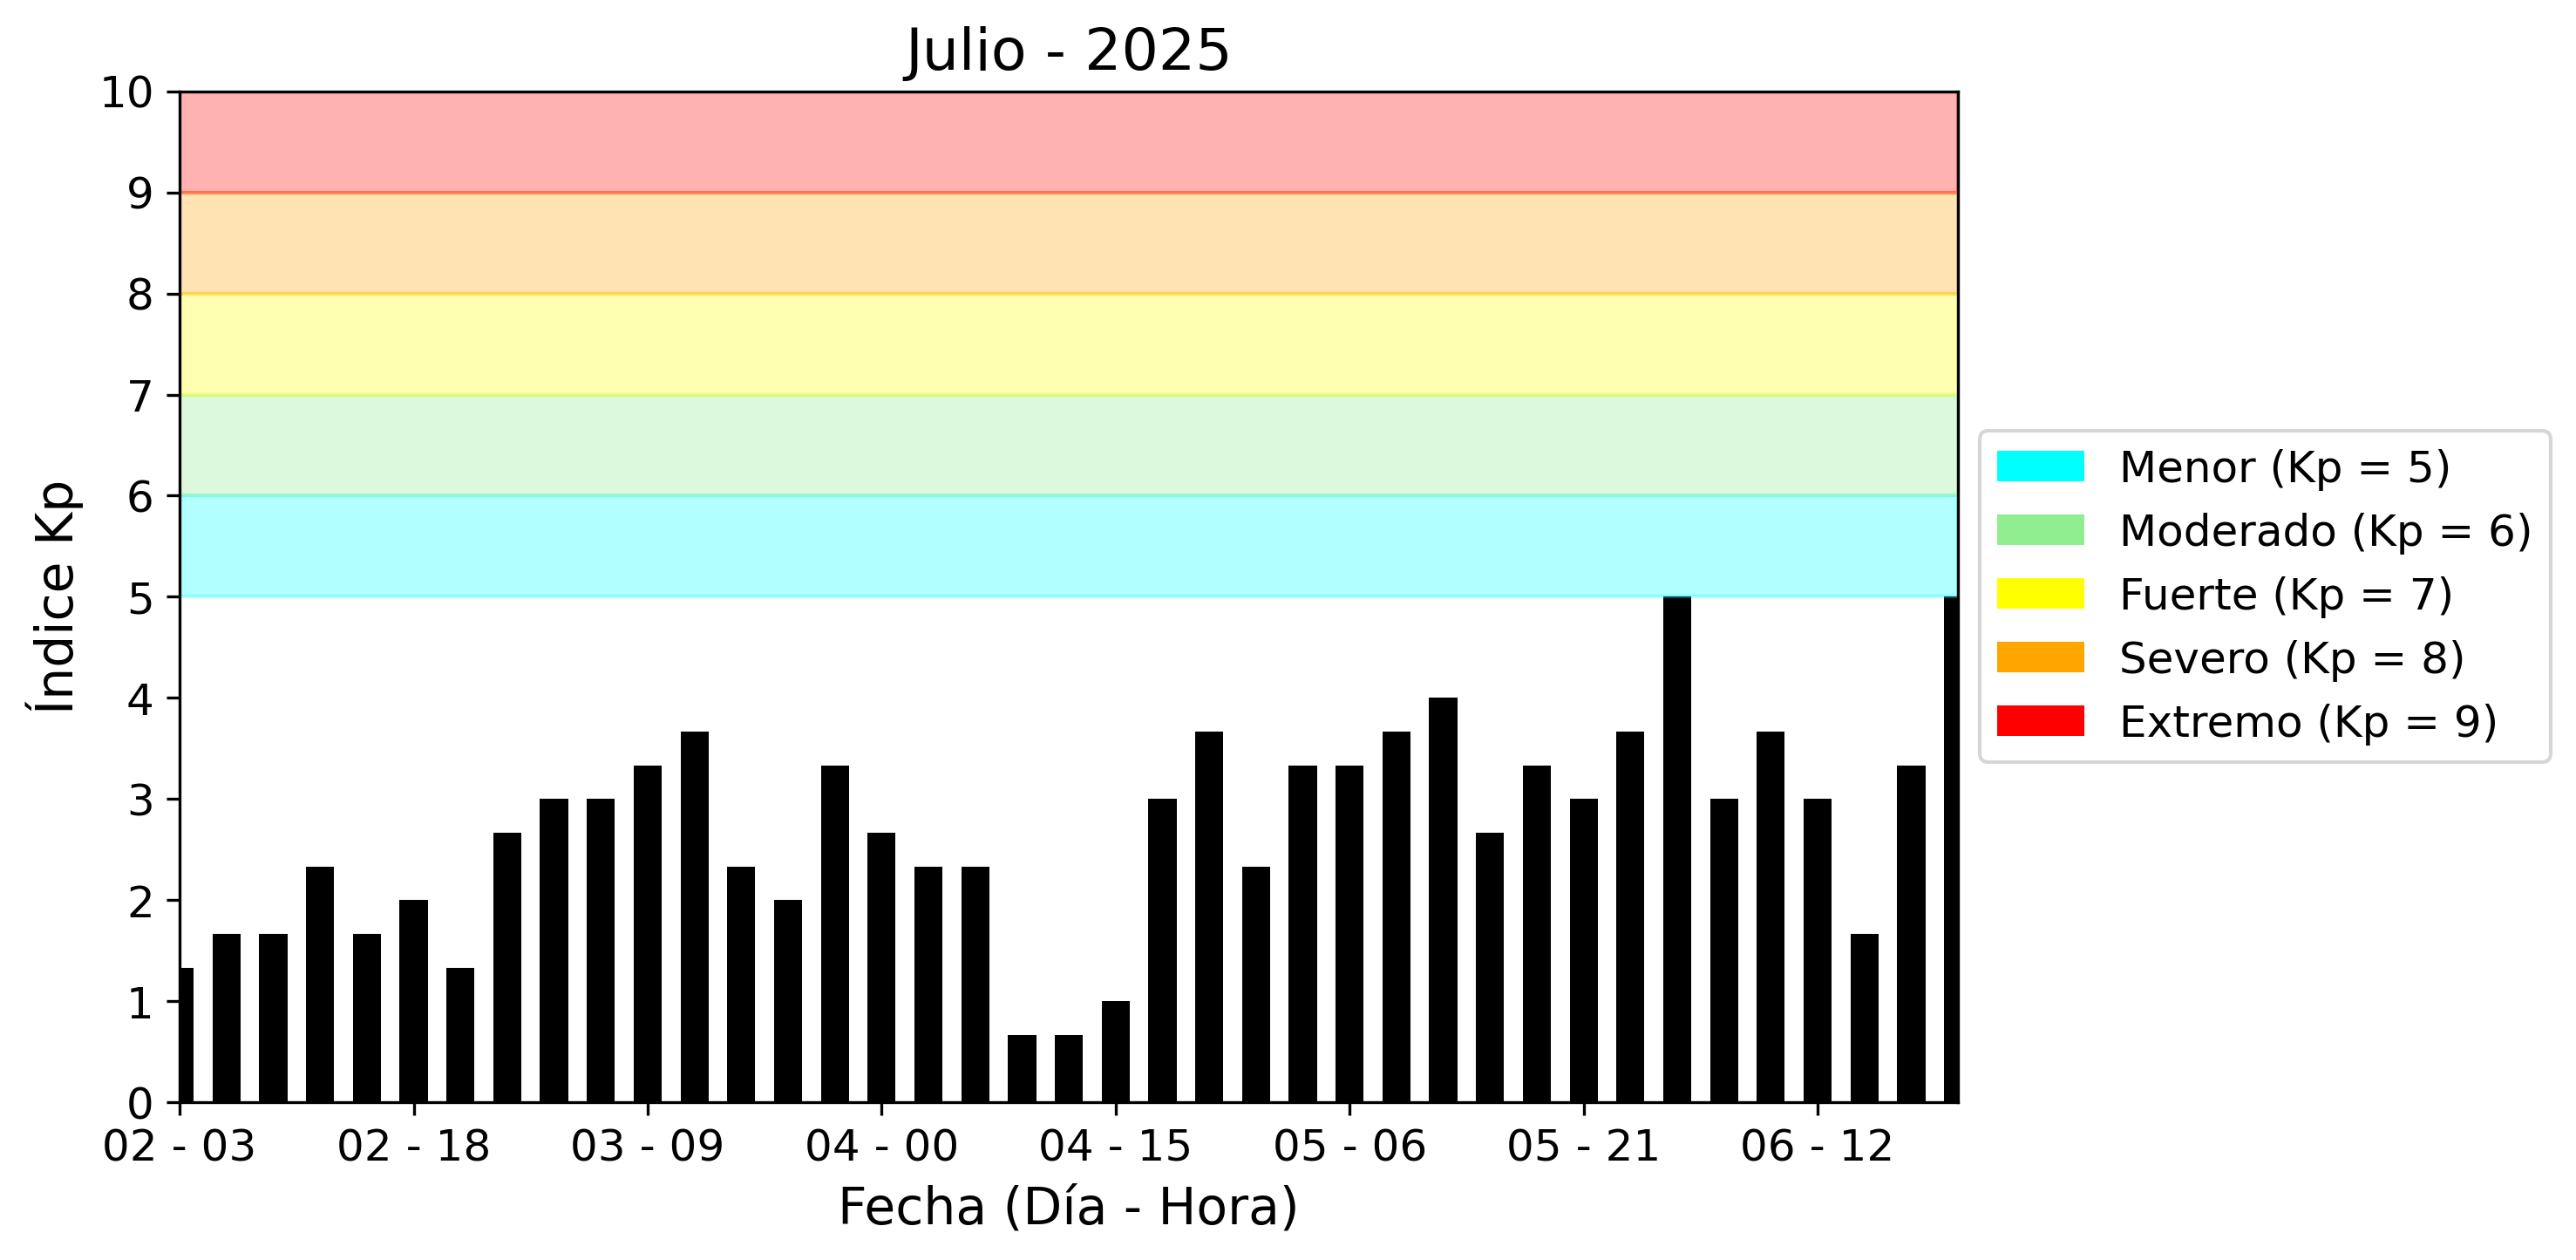 Julio - 2025
10
9
8
7
6
5
4
3
2
1
0
Índice Kp
02 - 03
02 - 18
03 - 09
04 - 00
04 - 15
05 - 06
05 - 21
06 - 12
Fecha (Día - Hora)
Menor (Kp = 5)
Moderado (Kp = 6)
Fuerte (Kp = 7)
Severo (Kp = 8)
Extremo (Kp = 9)